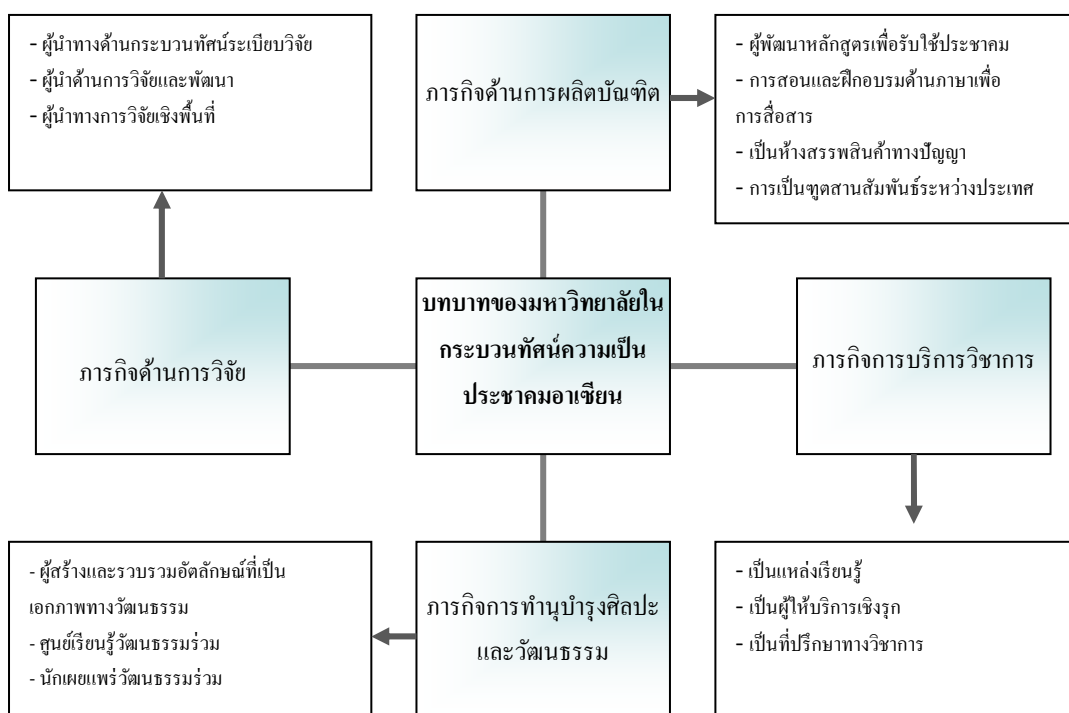 - ผู้นำทางด้านกระบวนทัศน์ระเบียบวิจัย
- ผู้นำด้านการวิจัยและพัฒนา
- ผู้นำทางการวิจัยเชิงพื้นที่
ภารกิจด้านการผลิตบัณฑิต
- ผู้พัฒนาหลักสูตรเพื่อรับใช้ประชาคม
- การสอนและฝึกอบรมด้านภาษาเพื่อ
การสื่อสาร
- เป็นห้างสรรพสินค้าทางปัญญา
- การเป็นฑูตสานสัมพันธ์ระหว่างประเทศ
ภารกิจด้านการวิจัย
บทบาทของมหาวิทยาลัยใน
กระบวนทัศน์ความเป็น
ประชาคมอาเซียน
ภารกิจการบริการวิชาการ
- ผู้สร้างและรวบรวมอัตลักษณ์ที่เป็น
เอกภาพทางวัฒนธรรม
- ศูนย์เรียนรู้วัฒนธรรมร่วม
- นักเผยแพร่วัฒนธรรมร่วม
ภารกิจการทำนุบำรุงศิลปะ
และวัฒนธรรม
- เป็นแหล่งเรียนรู้
- เป็นผู้ให้บริการเชิงรุก
- เป็นที่ปรึกษาทางวิชาการ